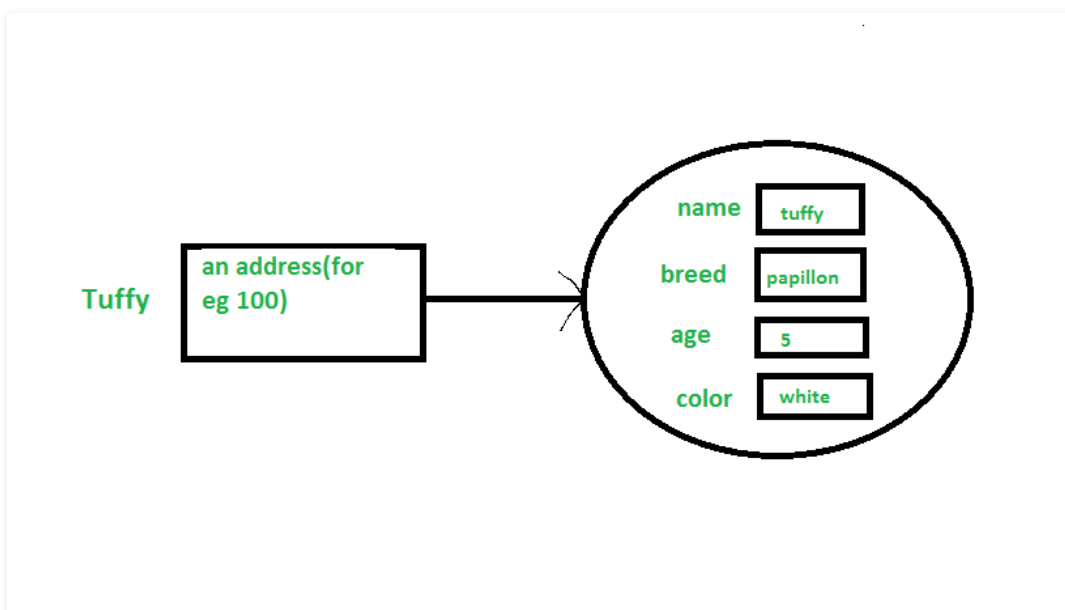 Tuffy
an address(for
eg 100)
name
tuffy
breed
papillon
age
5
color
white